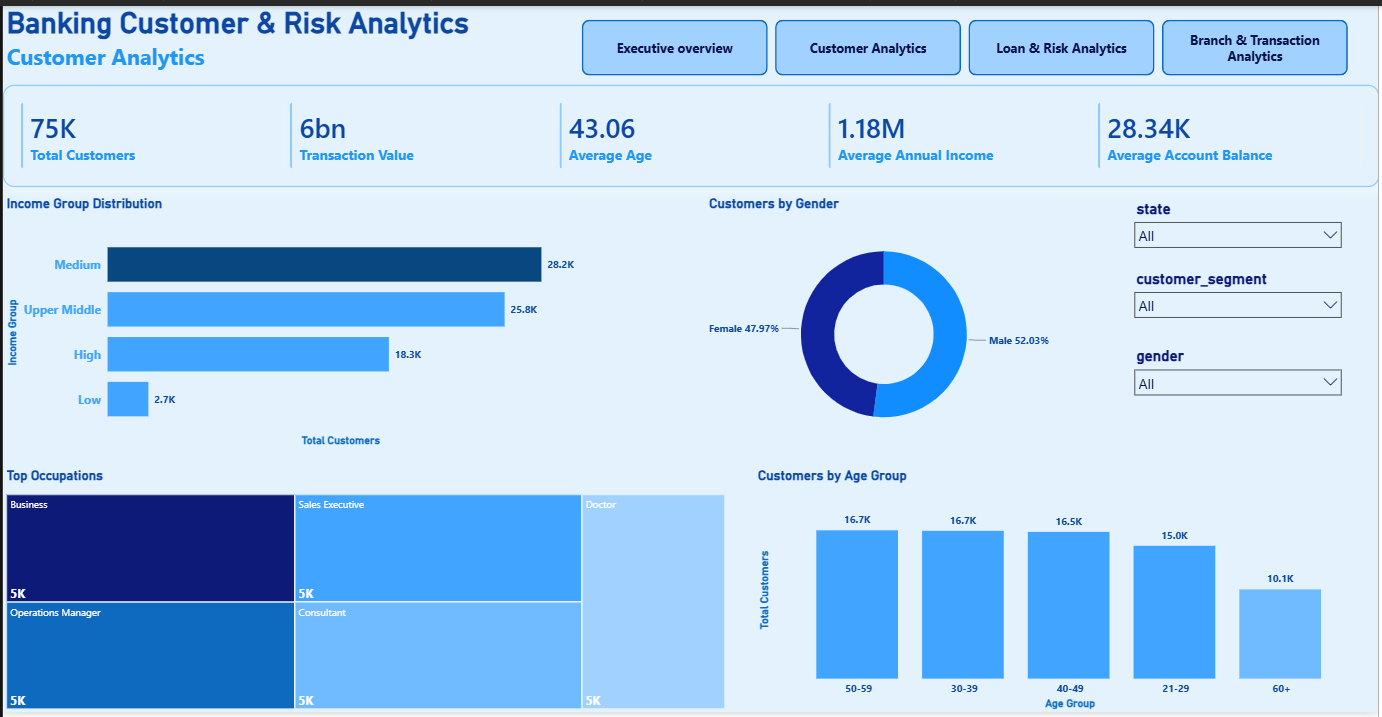 Banking Customer & Risk Analytics
Customer Analytics
Executive overview
Customer Analytics
Loan & Risk Analytics
Branch & Transaction
Analytics
75K
Total Customers
6bn
Transaction Value
43.06
Average Age
1.18M
Average Annual Income
28.34K
Average Account Balance
Income Group Distribution
Income Group
Medium
28.2K
Upper Middle
25.8K
High
18.3K
Low
2.7K
Total Customers
Customers by Gender
Female 47.97%
Male 52.03%
state
All
customer_segment
All
gender
All
Top Occupations
Business
5K
Sales Executive
5K
Doctor
5K
Operations Manager
5K
Consultant
5K
Customers by Age Group
Total Customers
16.7K
16.7K
16.5K
15.0K
10.1K
50-59
30-39
40-49
21-29
60+
Age Group